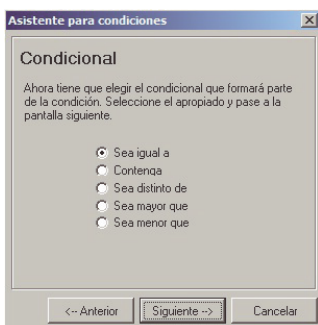 Asistente para condiciones
Condicional
Ahora tiene que elegir el condicional que formará parte
de la condición. Seleccione el apropiado y pase a la
pantalla siguiente.
Sea igual a
Contenga
Sea distinto de
Sea mayor que
Sea menor que
<-- Anterior
Siguiente -->
Cancelar